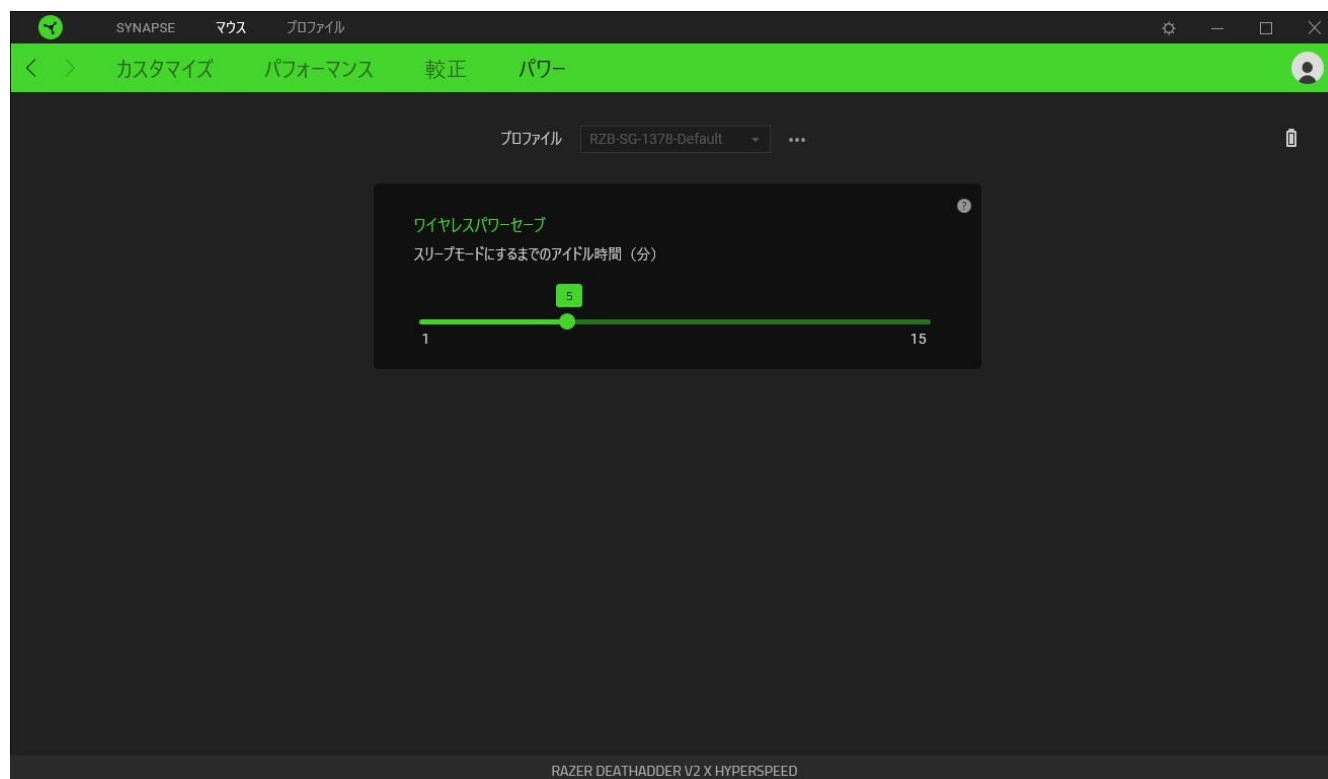 SYNAPSE マウス プロファイル
カスタマイズ パフォーマンス 較正 パワー
プロファイル RZB-SG-1378-Default
ワイヤレスパワーセーブ
スリープモードにするまでのアイドル時間（分）
5
1 15
RAZER DEATHADDER V2 X HYPERSPEED